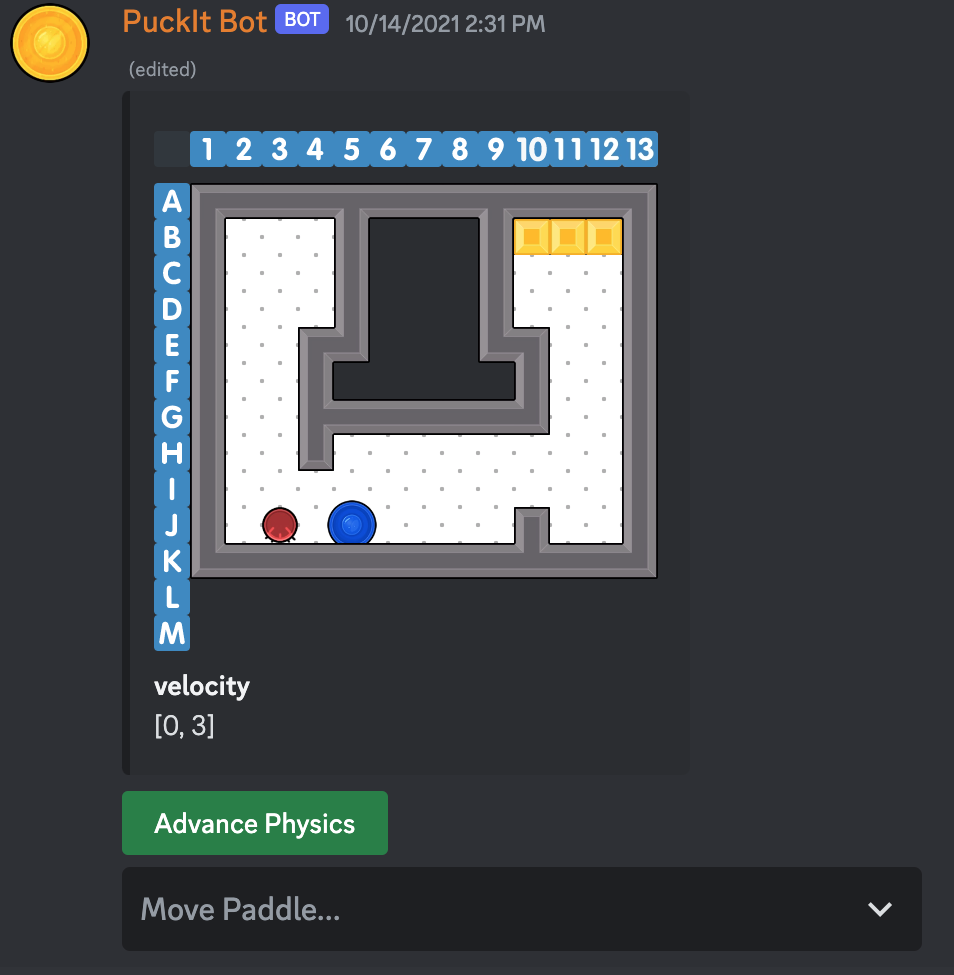 PuckIt Bot BOT 10/14/2021 2:31 PM
(edited)
1 2 3 4 5 6 7 8 9 10 11 12 13
A
B
C
D
E
F
G
H
I
J
K
L
M
velocity
[0, 3]
Advance Physics
Move Paddle...